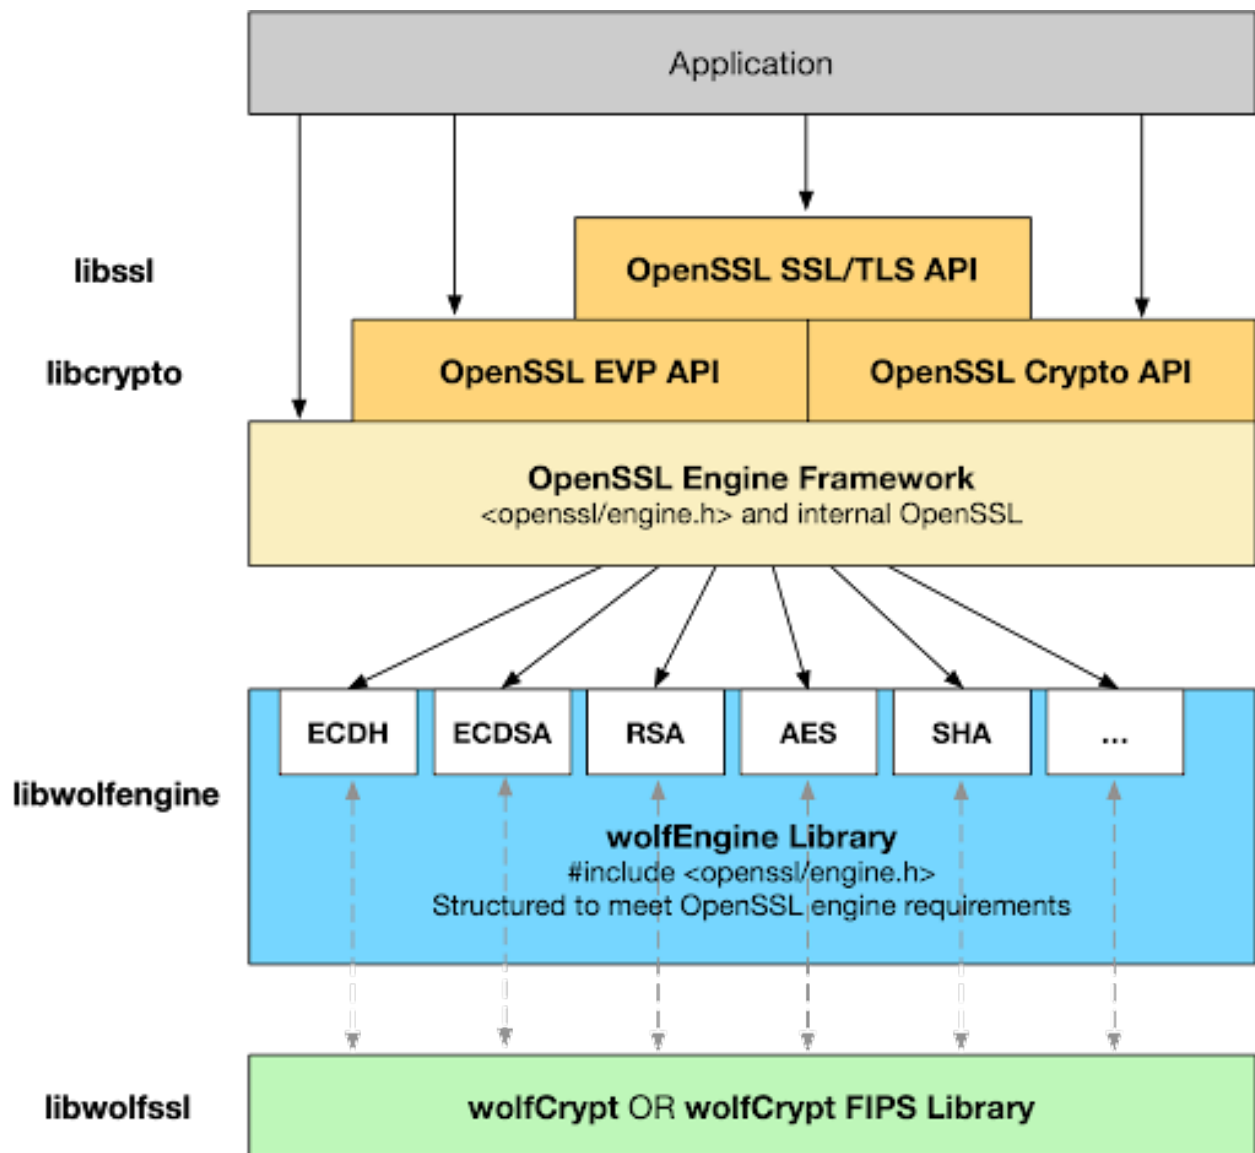 Application
libssl
OpenSSL SSL/TLS API
libcrypto
OpenSSL EVP API
OpenSSL Crypto API
OpenSSL Engine Framework
<openssl/engine.h> and internal OpenSSL
ECDH
ECDSA
RSA
AES
SHA
...
libwolfengine
wolfEngine Library
#include <openssl/engine.h>
Structured to meet OpenSSL engine requirements
libwolfssl
wolfCrypt OR wolfCrypt FIPS Library